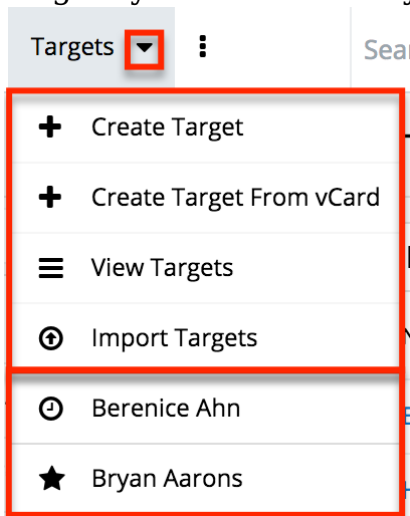 Targets
Sear
Create Target
Create Target From vCard
View Targets
Import Targets
Berenice Ahn
Bryan Aarons